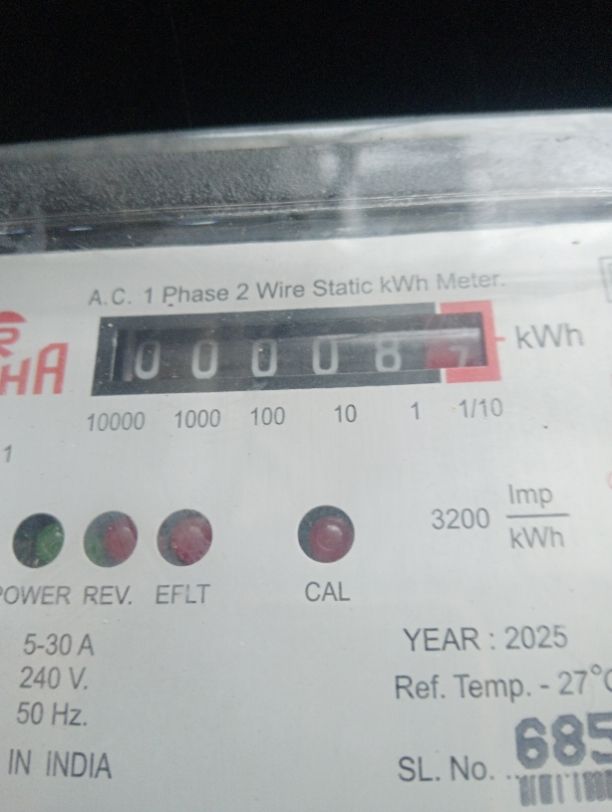 A.C. 1 Phase 2 Wire Static kWh Meter.
R
HA
0 0 0 0 8 7 kWh
10000 1000 100 10 1 1/10
1
3200 Imp
kWh
POWER REV. EFLT CAL
5-30 A
240 V.
50 Hz.
IN INDIA
YEAR : 2025
Ref. Temp. - 27°C
SL. No. ... 685